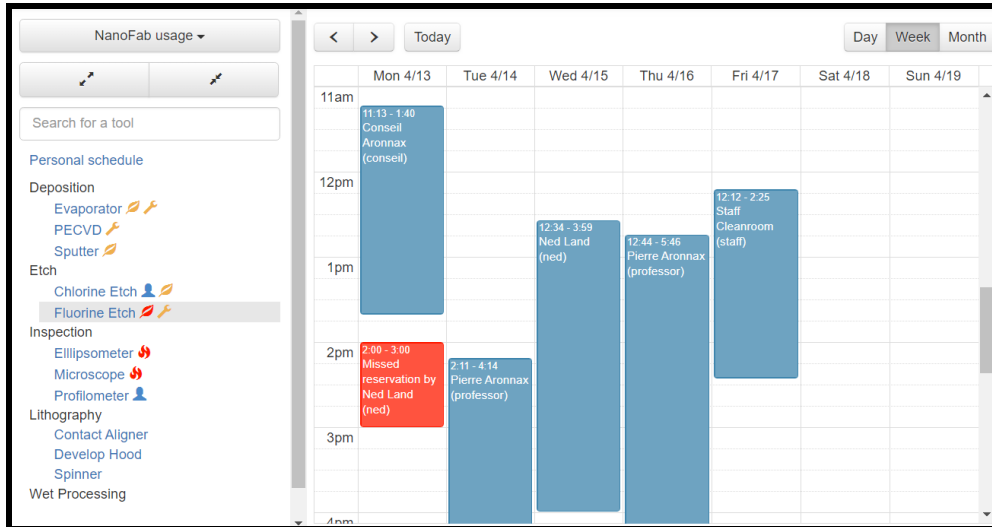 NanoFab usage
Search for a tool
Personal schedule
Deposition
Evaporator
PECVD
Sputter
Etch
Chlorine Etch
Fluorine Etch
Inspection
Elllipsometer
Microscope
Profilometer
Lithography
Contact Aligner
Develop Hood
Spinner
Wet Processing
Today
Day Week Month
Mon 4/13 Tue 4/14 Wed 4/15 Thu 4/16 Fri 4/17 Sat 4/18 Sun 4/19
11am
12pm
1pm
2pm
3pm
4pm
11:13 - 1:40
Conseil
Aronnax
(conseil)
2:00 - 3:00
Missed
reservation by
Ned Land
(ned)
2:11 - 4:14
Pierre Aronnax
(professor)
12:34 - 3:59
Ned Land
(ned)
12:44 - 5:46
Pierre Aronnax
(professor)
12:12 - 2:25
Staff
Cleanroom
(staff)